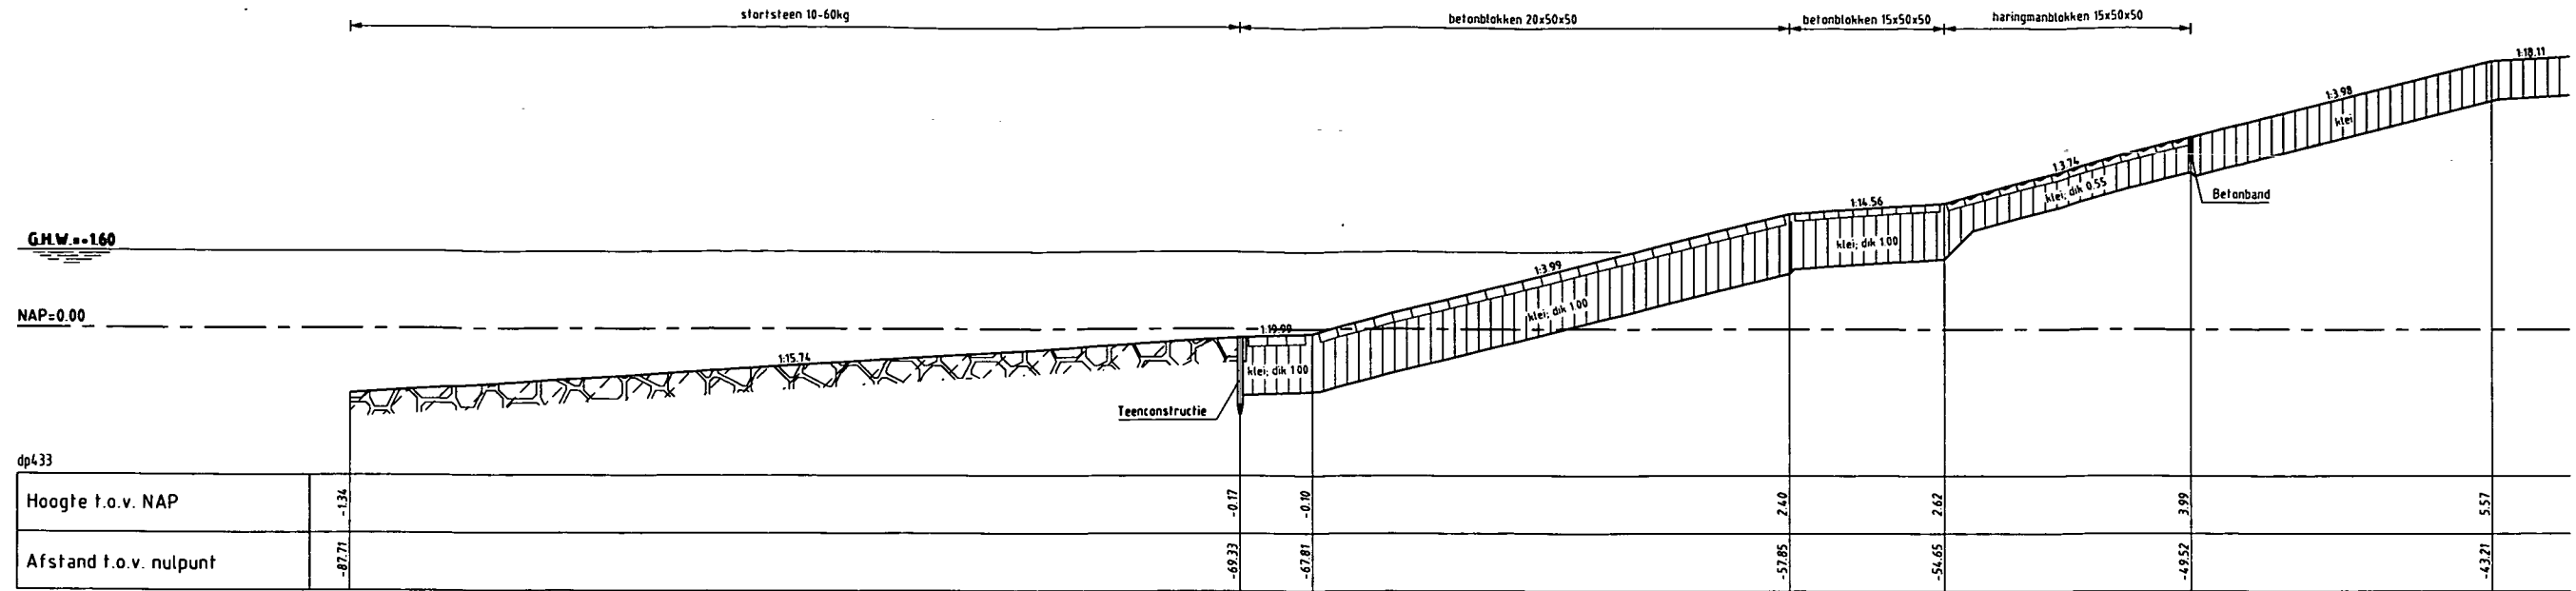 stortsteen 10-60kg
betonblokken 20x50x50
betonblokken 15x50x50
haringmanblokken 15x50x50
1:18.11
1:3.98
klei
1:3.74
klei; dik 0.55
Betonband
1:14.56
klei; dik 1.00
G.H.W.=+1.60
1:3.99
klei; dik 1.00
NAP=0.00
1:19.99
1:15.74
klei; dik 1.00
Teenconstructie
dp433
Hoogte t.o.v. NAP -1.34 -0.17 -0.10 2.40 2.62 3.99 5.57
Afstand t.o.v. nulpunt -87.71 -69.33 -67.81 -57.85 -54.65 -49.52 -43.21